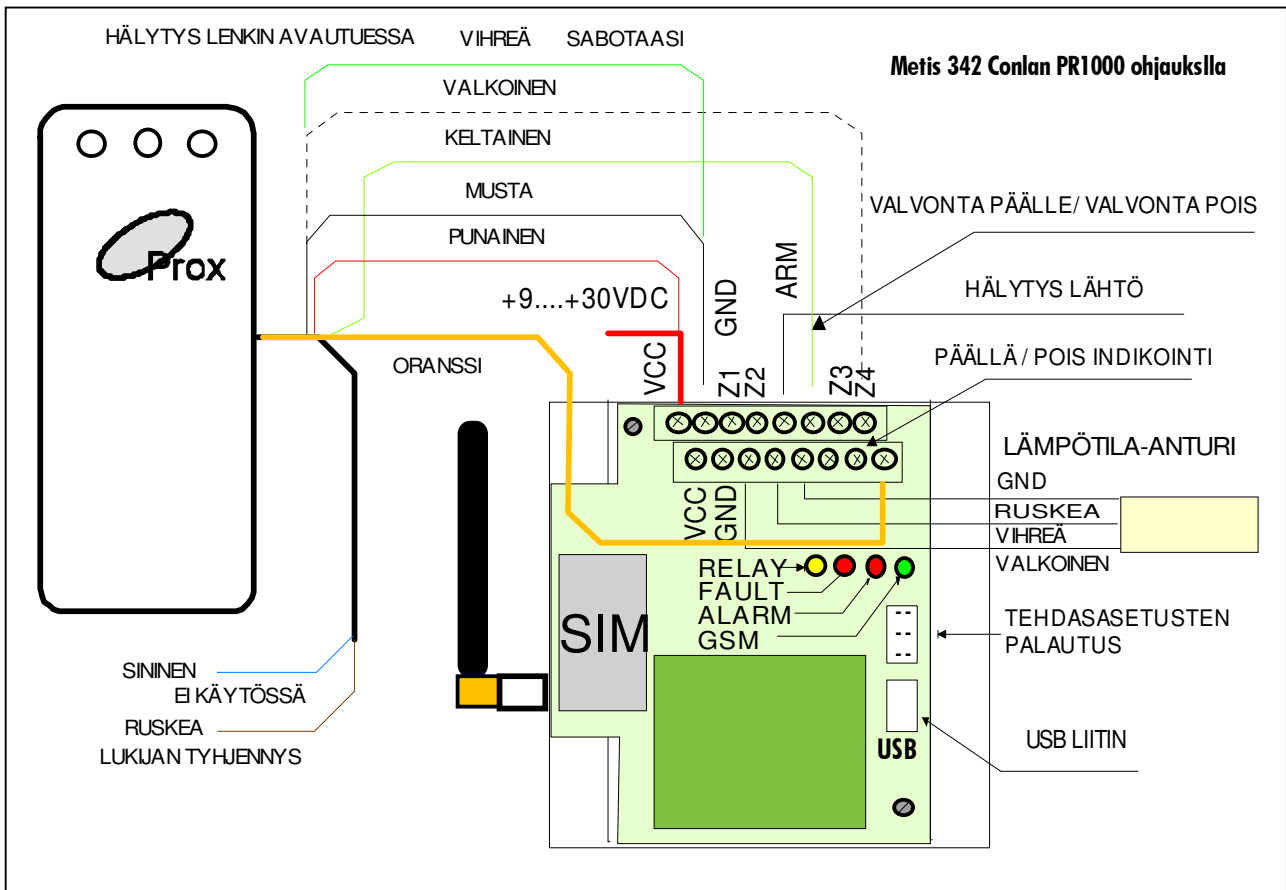 HÄLYTYS LENKIN AVAUTUESSA VIHREÄ SABOTAASI
Metis 342 Conlan PR1000 ohjaukslla
VALKOINEN
KELTAINEN
MUSTA
PUNAINEN
VALVONTA PÄÄLLE/ VALVONTA POIS
+9....+30VDC
HÄLYTYS LÄHTÖ
ORANSSI
PÄÄLLÄ / POIS INDIKOINTI
Prox
VCC
GND
Z1
Z2
ARM
Z3
Z4
LÄMPÖTILA-ANTURI
GND
RUSKEA
VIHREÄ
VALKOINEN
VCC
GND
RELAY
FAULT
ALARM
GSM
SIM
TEHDASASETUSTEN
PALAUTUS
USB
USB LIITIN
SININEN
EI KÄYTÖSSÄ
RUSKEA
LUKIJAN TYHJENNYS